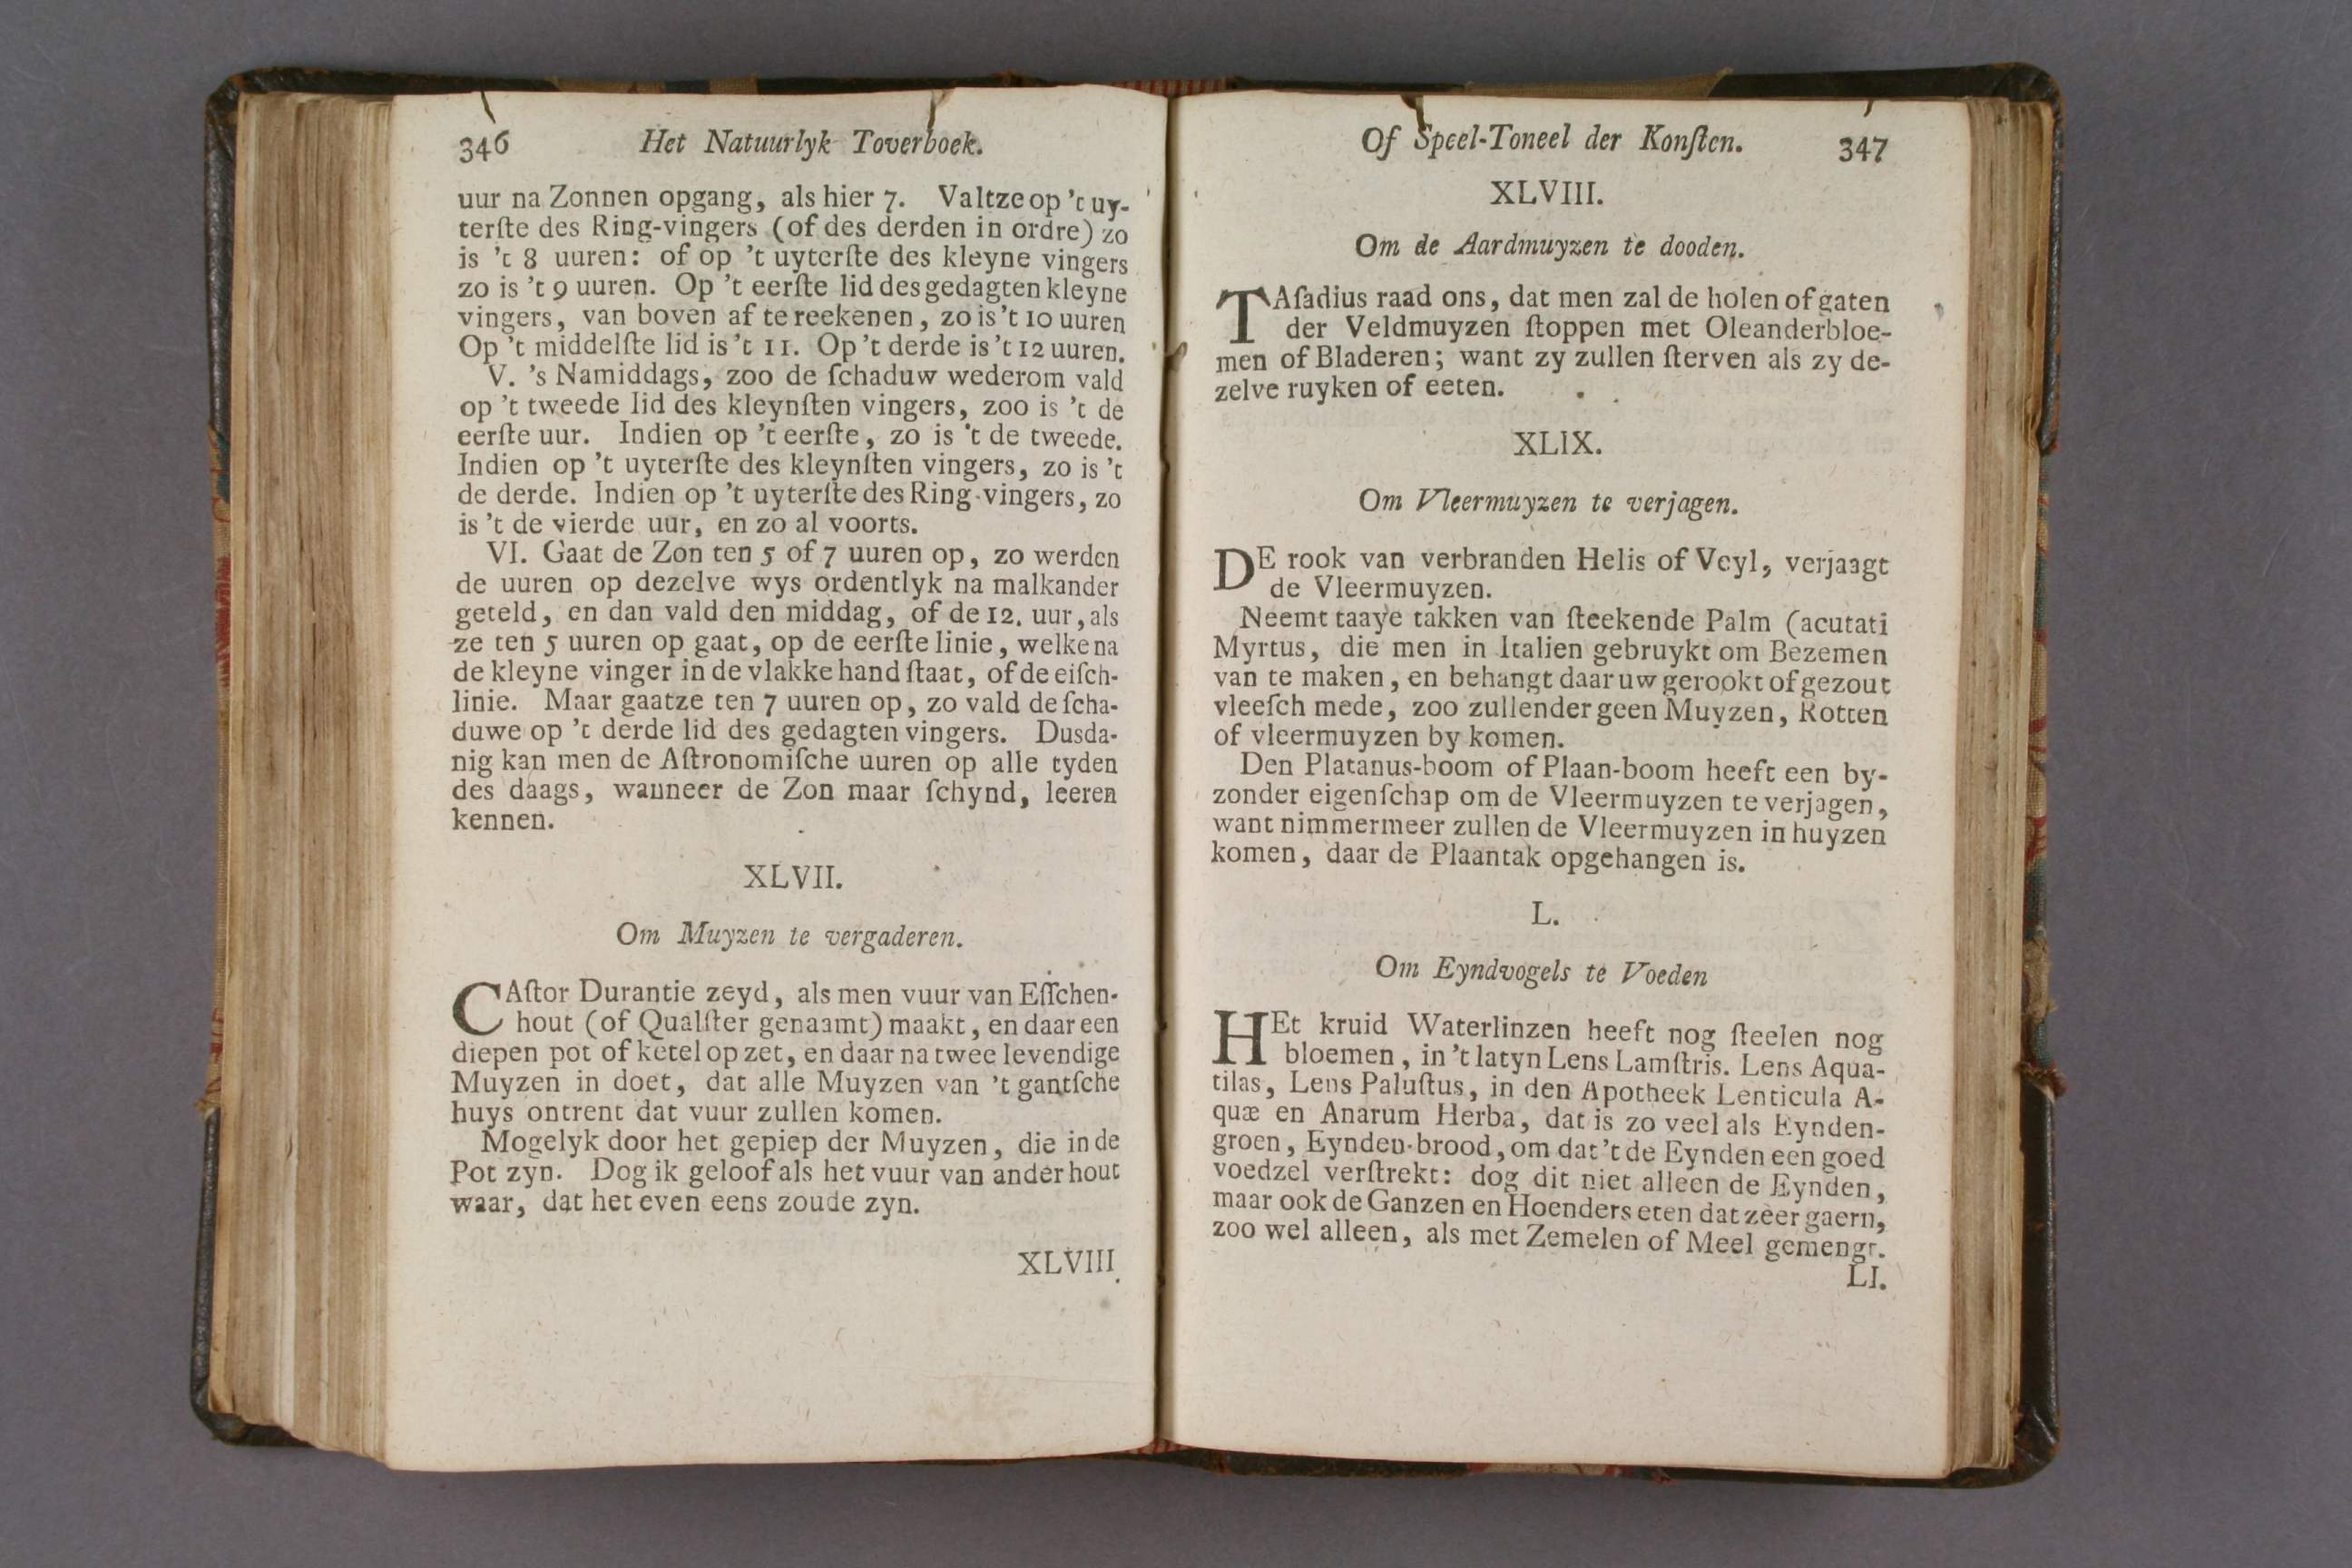 346 Het Natuurlyk Toverboek.
uur na Zonnen opgang, als hier 7. Valtze op 't uy-
terſte des Ring-vingers (of des derden in ordre) zo
is 't 8 uuren: of op 't uyterſte des kleyne vingers
zo is 't 9 uuren. Op 't eerſte lid des gedagten kleyne
vingers, van boven af te reekenen, zo is 't 10 uuren
Op 't middelſte lid is 't 11. Op 't derde is 't 12 uuren.
V. 's Namiddags, zoo de ſchaduw wederom vald
op 't tweede lid des kleynſten vingers, zoo is 't de
eerſte uur. Indien op 't eerſte, zo is 't de tweede.
Indien op 't uyterſte des kleynſten vingers, zo is 't
de derde. Indien op 't uyterſte des Ring-vingers, zo
is 't de vierde uur, en zo al voorts.
VI. Gaat de Zon ten 5 of 7 uuren op, zo werden
de uuren op dezelve wys ordentlyk na malkander
geteld, en dan vald den middag, of de 12. uur, als
ze ten 5 uuren op gaat, op de eerſte linie, welke na
de kleyne vinger in de vlakke hand ſtaat, of de eiſch-
linie. Maar gaatze ten 7 uuren op, zo vald de ſcha-
duwe op 't derde lid des gedagten vingers. Dusda-
nig kan men de Aſtronomiſche uuren op alle tyden
des daags, wanneer de Zon maar ſchynd, leeren
kennen.
XLVII.
Om Muyzen te vergaderen.
CAſtor Durantie zeyd, als men vuur van Eſſchen-
hout (of Qualſter genaamt) maakt, en daar een
diepen pot of ketel op zet, en daar na twee levendige
Muyzen in doet, dat alle Muyzen van 't gantſche
huys ontrent dat vuur zullen komen.
Mogelyk door het gepiep der Muyzen, die in de
Pot zyn. Dog ik geloof als het vuur van ander hout
waar, dat het even eens zoude zyn.
XLVIII.
Of Speel-Toneel der Konſten. 347
XLVIII.
Om de Aardmuyzen te dooden.
TAſadius raad ons, dat men zal de holen of gaten
der Veldmuyzen ſtoppen met Oleanderbloe-
men of Bladeren; want zy zullen ſterven als zy de-
zelve ruyken of eeten.
XLIX.
Om Vleermuyzen te verjagen.
DE rook van verbranden Helis of Veyl, verjaagt
de Vleermuyzen.
Neemt taaye takken van ſteekende Palm (acutati
Myrtus, die men in Italien gebruykt om Bezemen
van te maken, en behangt daar uw gerookt of gezout
vleeſch mede, zoo zullender geen Muyzen, Rotten
of vleermuyzen by komen.
Den Platanus-boom of Plaan-boom heeft een by-
zonder eigenſchap om de Vleermuyzen te verjagen,
want nimmermeer zullen de Vleermuyzen in huyzen
komen, daar de Plaantak opgehangen is.
L.
Om Eyndvogels te Voeden
HEt kruid Waterlinzen heeft nog ſteelen nog
bloemen, in 't latyn Lens Lamſtris. Lens Aqua-
tilas, Lens Paluſtus, in den Apotheek Lenticula A-
quæ en Anarum Herba, dat is zo veel als Eynden-
groen, Eynden-brood, om dat 't de Eynden een goed
voedzel verſtrekt: dog dit niet alleen de Eynden,
maar ook de Ganzen en Hoenders eten dat zeer gaern,
zoo wel alleen, als met Zemelen of Meel gemengt.
LI.